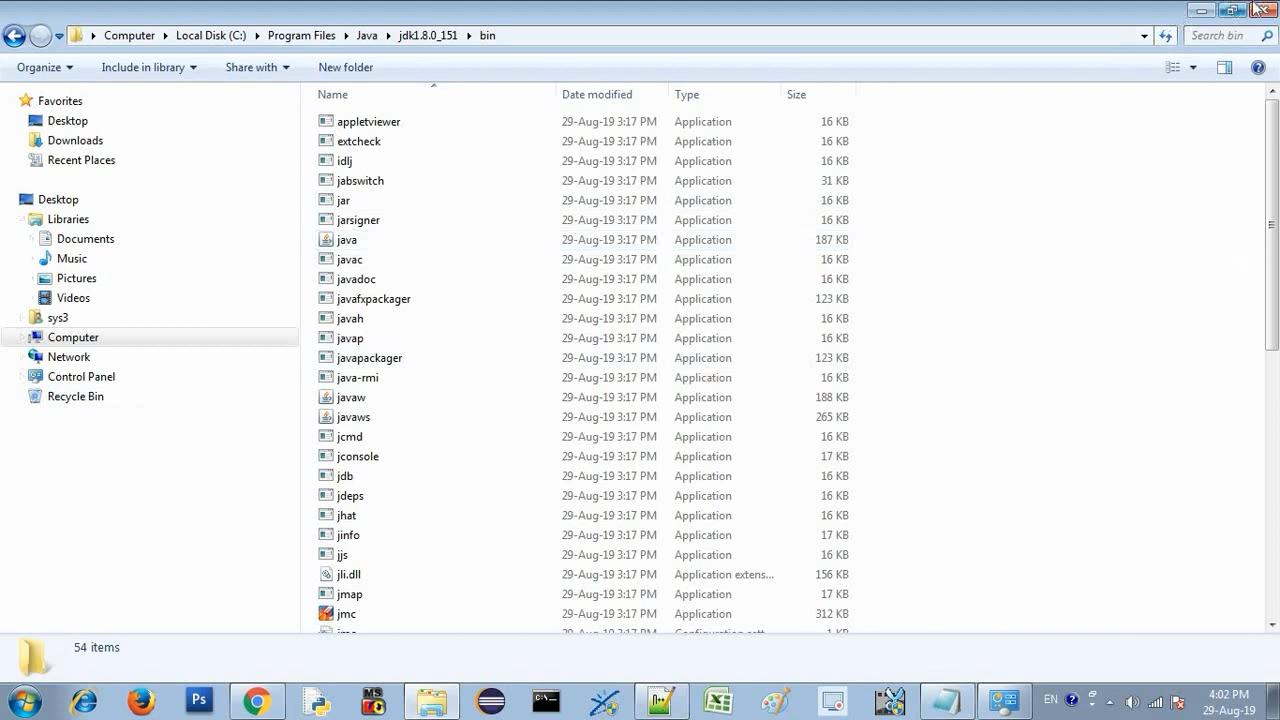 Computer Local Disk (C:) Program Files Java jdk1.8.0_151 bin Search bin
Organize Include in library Share with New folder
Name Date modified Type Size
Favorites
Desktop
Downloads
Recent Places
Desktop
Libraries
Documents
Music
Pictures
Videos
sys3
Computer
Network
Control Panel
Recycle Bin
appletviewer 29-Aug-19 3:17 PM Application 16 KB
extcheck 29-Aug-19 3:17 PM Application 16 KB
idlj 29-Aug-19 3:17 PM Application 16 KB
jabswitch 29-Aug-19 3:17 PM Application 31 KB
jar 29-Aug-19 3:17 PM Application 16 KB
jarsigner 29-Aug-19 3:17 PM Application 16 KB
java 29-Aug-19 3:17 PM Application 187 KB
javac 29-Aug-19 3:17 PM Application 16 KB
javadoc 29-Aug-19 3:17 PM Application 16 KB
javafxpackager 29-Aug-19 3:17 PM Application 123 KB
javah 29-Aug-19 3:17 PM Application 16 KB
javap 29-Aug-19 3:17 PM Application 16 KB
javapackager 29-Aug-19 3:17 PM Application 123 KB
java-rmi 29-Aug-19 3:17 PM Application 16 KB
javaw 29-Aug-19 3:17 PM Application 188 KB
javaws 29-Aug-19 3:17 PM Application 265 KB
jcmd 29-Aug-19 3:17 PM Application 16 KB
jconsole 29-Aug-19 3:17 PM Application 17 KB
jdb 29-Aug-19 3:17 PM Application 16 KB
jdeps 29-Aug-19 3:17 PM Application 16 KB
jhat 29-Aug-19 3:17 PM Application 16 KB
jinfo 29-Aug-19 3:17 PM Application 17 KB
jjs 29-Aug-19 3:17 PM Application 16 KB
jli.dll 29-Aug-19 3:17 PM Application extens... 156 KB
jmap 29-Aug-19 3:17 PM Application 17 KB
jmc 29-Aug-19 3:17 PM Application 312 KB
54 items
Ps MS EN 4:02 PM
29-Aug-19